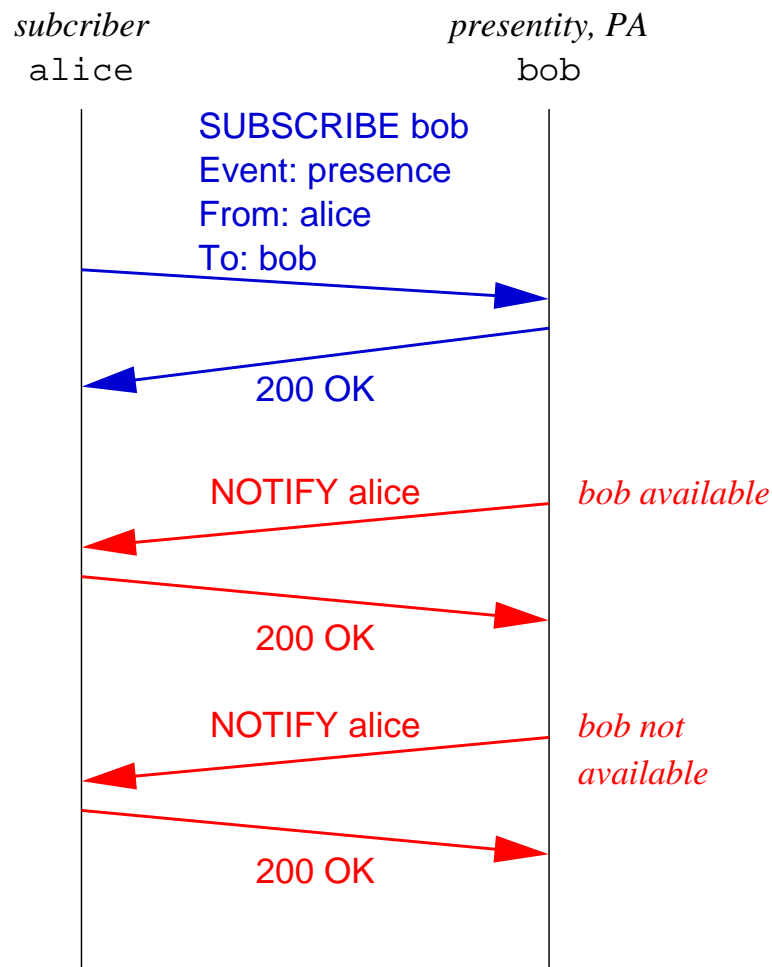 subcriber
presentity, PA
alice
bob
SUBSCRIBE bob
Event: presence
From: alice
To: bob
200 OK
NOTIFY alice
bob available
200 OK
NOTIFY alice
bob not
available
200 OK